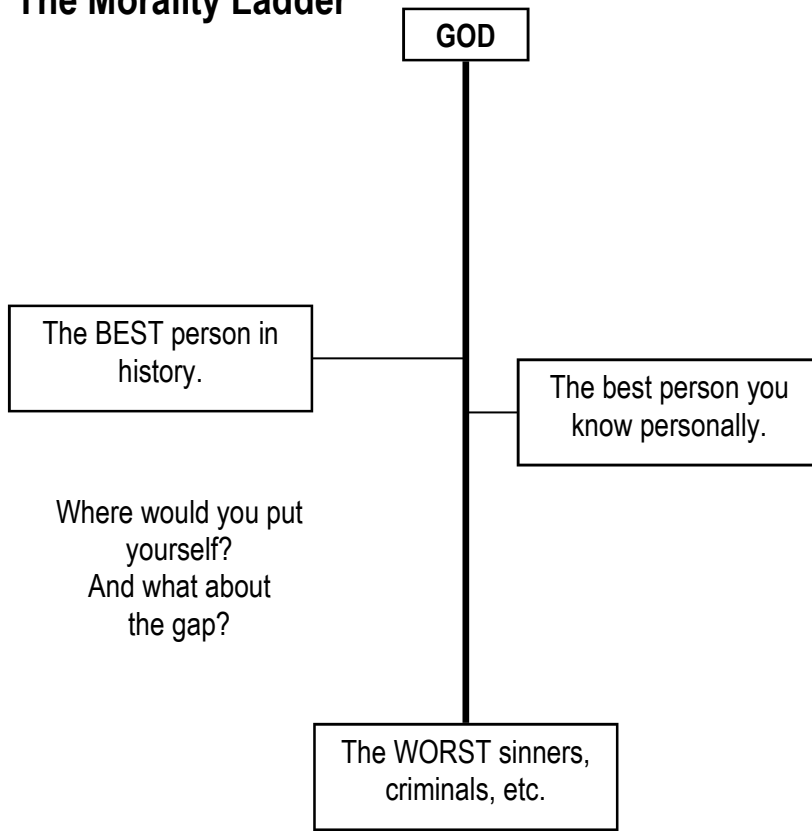 The Morality Ladder
GOD
The BEST person in
history.
The best person you
know personally.
Where would you put
yourself?
And what about
the gap?
The WORST sinners,
criminals, etc.